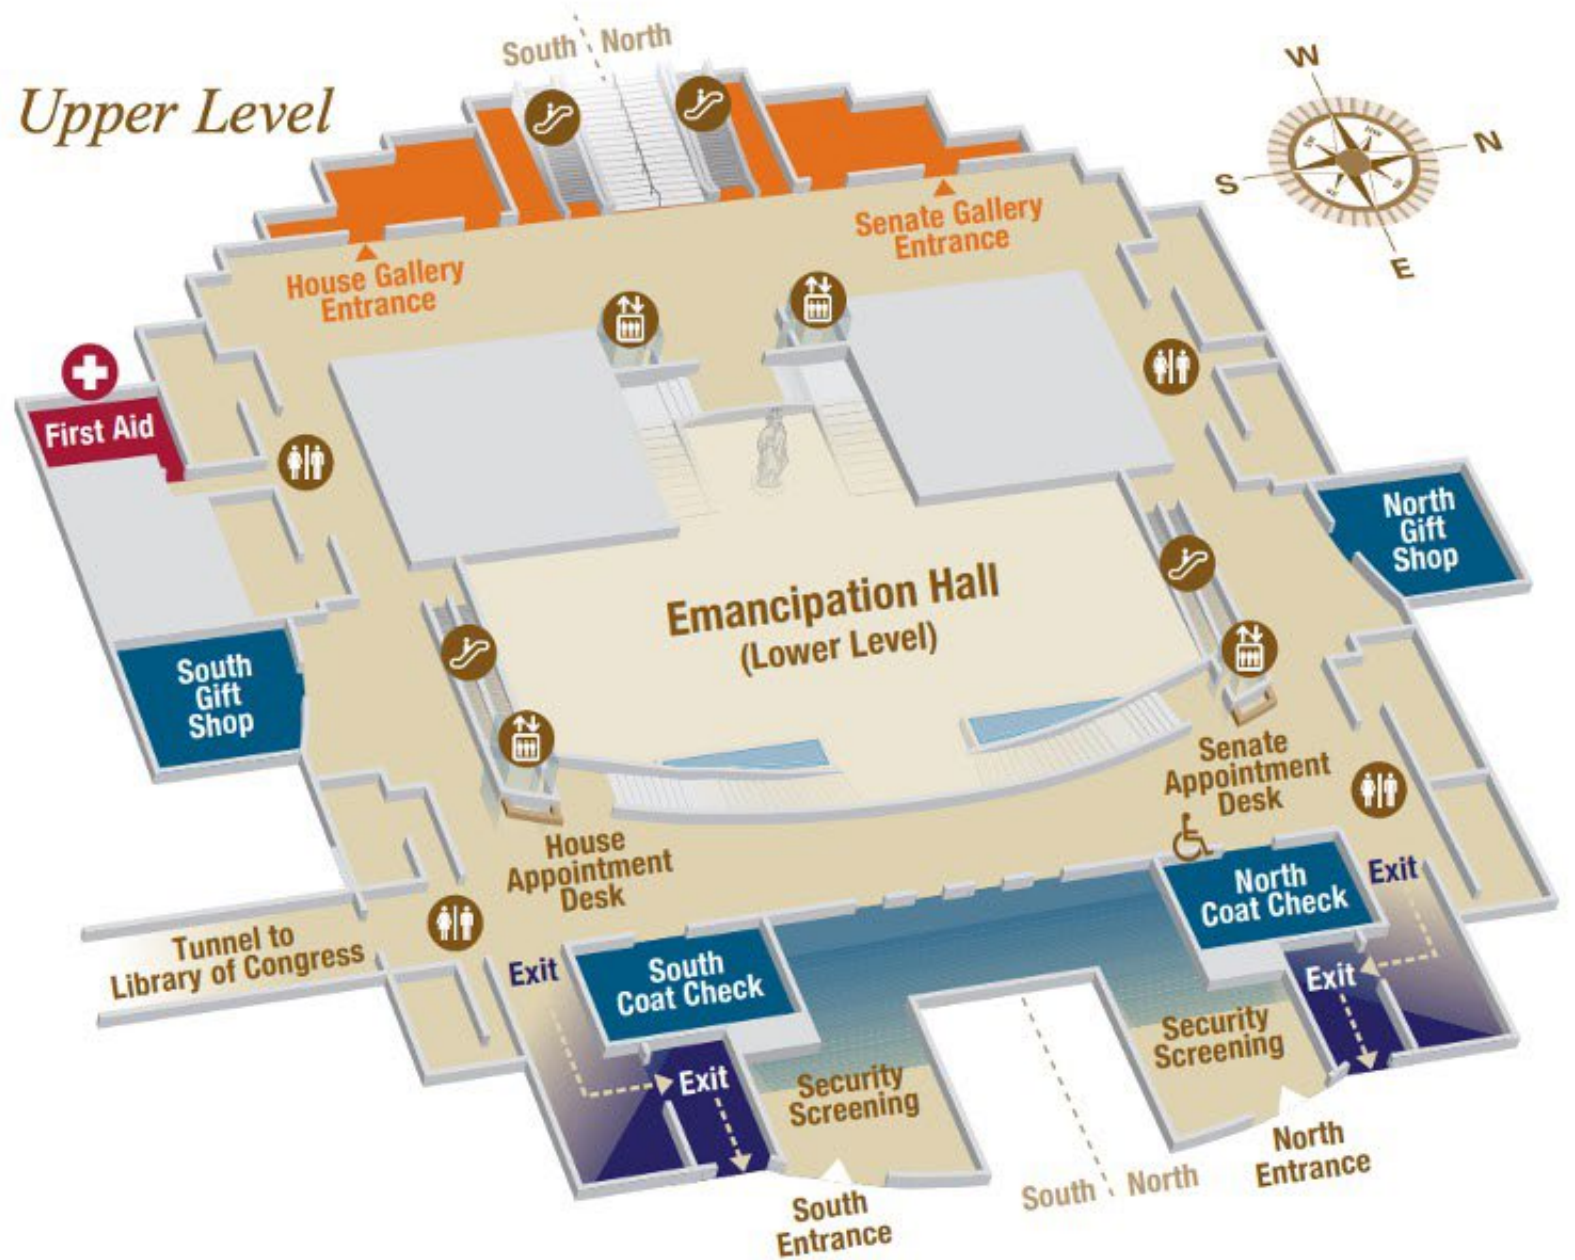 South North
Upper Level
W
N
S
E
Senate Gallery
Entrance
House Gallery
Entrance
First Aid
North
Gift
Shop
Emancipation Hall
(Lower Level)
South
Gift
Shop
Senate
Appointment
Desk
House
Appointment
Desk
Exit
North
Coat Check
Tunnel to
Library of Congress
Exit
South
Coat Check
Exit
Security
Screening
Exit
Security
Screening
North
Entrance
South North
South
Entrance